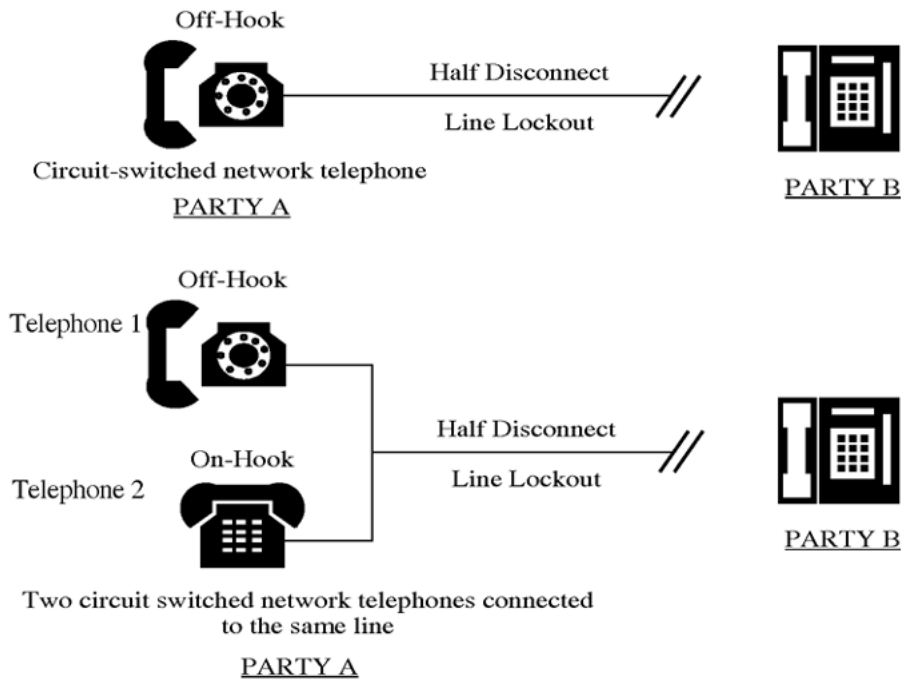 Off-Hook
Half Disconnect
Line Lockout
Circuit-switched network telephone
PARTY A
PARTY B
Off-Hook
Telephone 1
Half Disconnect
On-Hook
Line Lockout
Telephone 2
PARTY B
Two circuit switched network telephones connected
to the same line
PARTY A